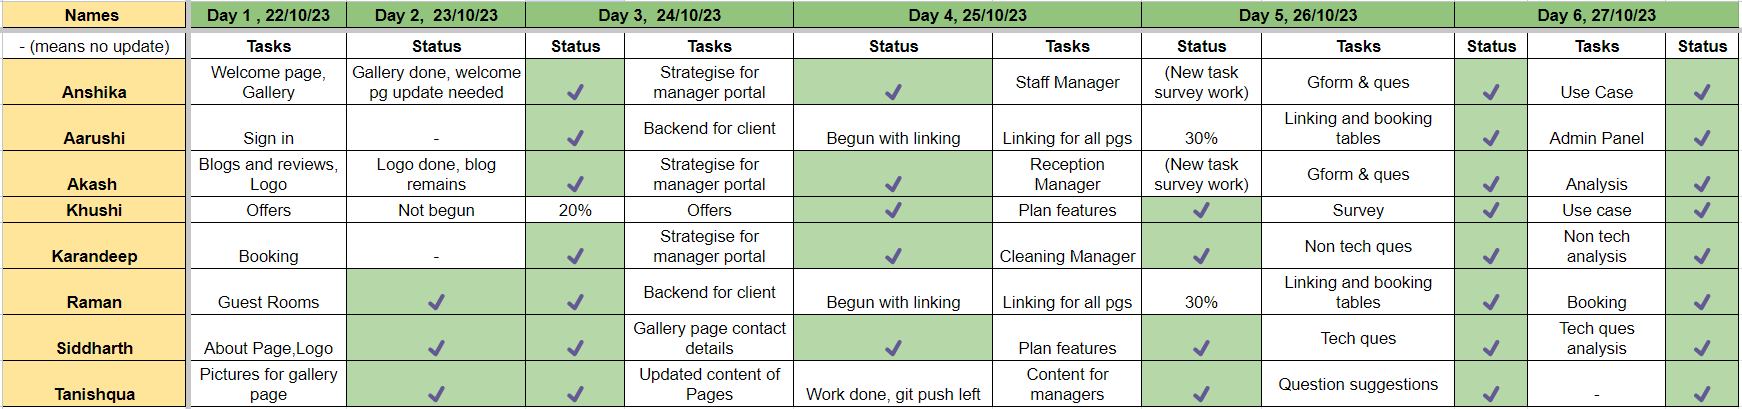 Names Day 1 , 22/10/23 Day 2, 23/10/23 Day 3, 24/10/23 Day 4, 25/10/23 Day 5, 26/10/23 Day 6, 27/10/23
- (means no update) Tasks Status Status Tasks Status Tasks Status Tasks Status Tasks Status
Welcome page, Gallery done, welcome Strategise for (New task
Anshika Gallery pg update needed ✓ manager portal ✓ Staff Manager survey work) Gform & ques ✓ Use Case ✓
Backend for client Linking and booking
Aarushi Sign in - ✓ Begun with linking Linking for all pgs 30% tables ✓ Admin Panel ✓
Blogs and reviews, Logo done, blog Strategise for Reception (New task
Akash Logo remains ✓ manager portal ✓ Manager survey work) Gform & ques ✓ Analysis ✓
Khushi Offers Not begun 20% Offers ✓ Plan features ✓ Survey ✓ Use case ✓
Strategise for Non tech
Karandeep Booking - ✓ manager portal ✓ Cleaning Manager ✓ Non tech ques ✓ analysis ✓
Backend for client Linking and booking
Raman Guest Rooms ✓ ✓ Begun with linking Linking for all pgs 30% tables ✓ Booking ✓
Gallery page contact Tech ques
Siddharth About Page,Logo ✓ ✓ details ✓ Plan features ✓ Tech ques ✓ analysis ✓
Pictures for gallery Updated content of Content for
Tanishqua page ✓ ✓ Pages Work done, git push left managers ✓ Question suggestions ✓ - ✓